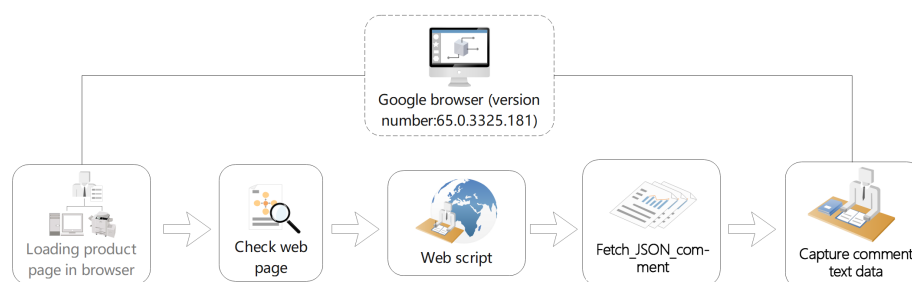 Google browser (version
number:65.0.3325.181)
Loading product
page in browser
Check web
page
Web script
Fetch_JSON_com-
ment
Capture comment
text data